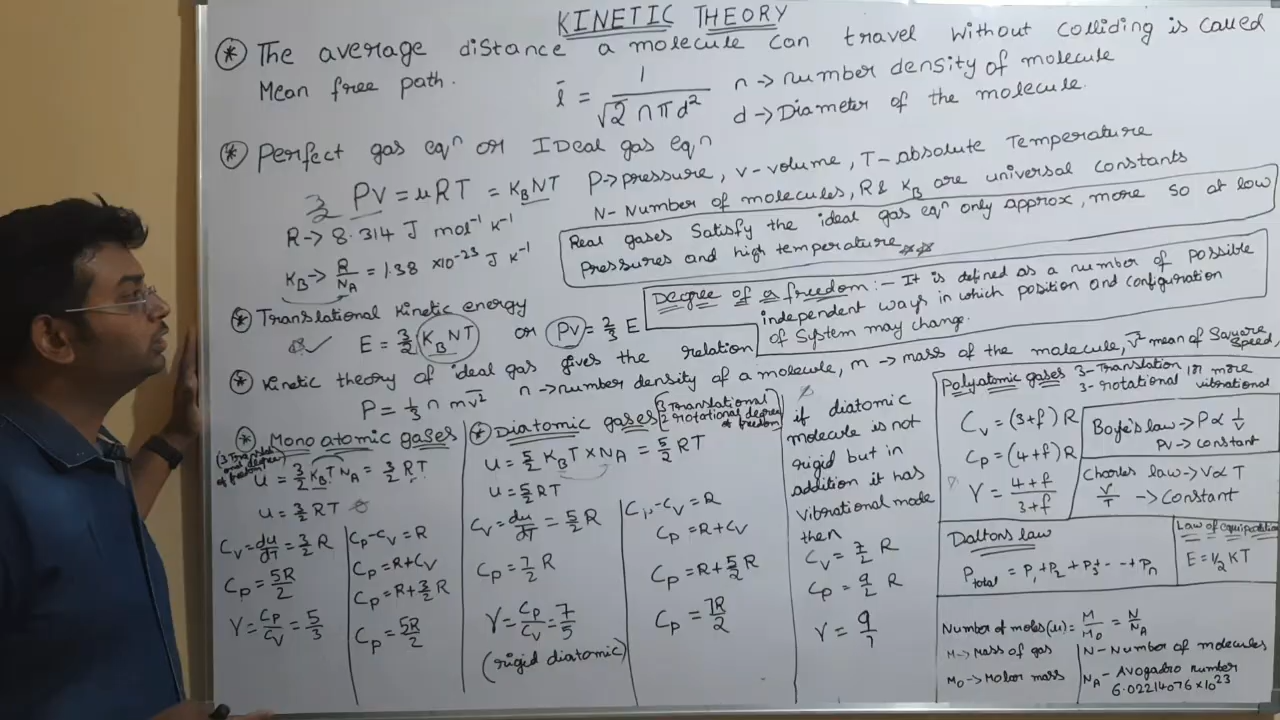 KINETIC THEORY
* The average distance a molecule can travel without colliding is called
Mean free path. l̄ = 1/(√2 n π d²) n → number density of molecule
d → Diameter of the molecule.
* Perfect gas eqn or Ideal gas eqn
PV = μRT = K_B NT P → pressure, V - volume, T - absolute Temperature
N - Number of molecules, R & K_B are universal constants
R → 8.314 J mol⁻¹ K⁻¹
K_B → R/N_A = 1.38 ×10⁻²³ J K⁻¹
Real gases Satisfy the ideal gas eqn only approx, more so at low
pressures and high temperature **
* Translational Kinetic energy
E = 3/2 K_B NT or PV = 2/3 E
Degree of a freedom :- It is defined as a number of possible
independent ways in which position and configuration
of System may change.
* Kinetic theory of ideal gas gives the relation
P = 1/3 n m v̄² n → number density of a molecule, m → mass of the molecule, v̄² mean of Square speed,
* Mono atomic gases
(3 Translational degree of freedom)
U = 3/2 K_B T N_A = 3/2 RT
U = 3/2 RT
C_V = du/dT = 3/2 R
C_P = 5R/2
γ = C_P/C_V = 5/3
C_P - C_V = R
C_P = R + C_V
C_P = R + 3/2 R
C_P = 5R/2
* Diatomic gases (3 Translational
2 rotational degree of freedom)
U = 5/2 K_B T × N_A = 5/2 RT
U = 5/2 RT
C_V = du/dT = 5/2 R
C_P = 7/2 R
γ = C_P/C_V = 7/5
(rigid diatomic)
C_P - C_V = R
C_P = R + C_V
C_P = R + 5/2 R
C_P = 7R/2
if diatomic
molecule is not
rigid but in
addition it has
Vibrational mode
then
C_V = 7/2 R
C_P = 9/2 R
γ = 9/7
Polyatomic gases 3 - Translation
3 - rotational
1 or more vibrational
C_V = (3+f) R
C_P = (4+f) R
γ = (4+f)/(3+f)
Boyle's law → P ∝ 1/V
PV → constant
Charles law → V ∝ T
V/T → Constant
Daltons law
P_total = P₁ + P₂ + P₃ + - - + P_n
Law of equipartition
E = 1/2 KT
Number of moles (μ) = M/M₀ = N/N_A
M → Mass of gas
M₀ → Molar mass
N - Number of molecules
N_A - Avogadro number
6.02214076 × 10²³